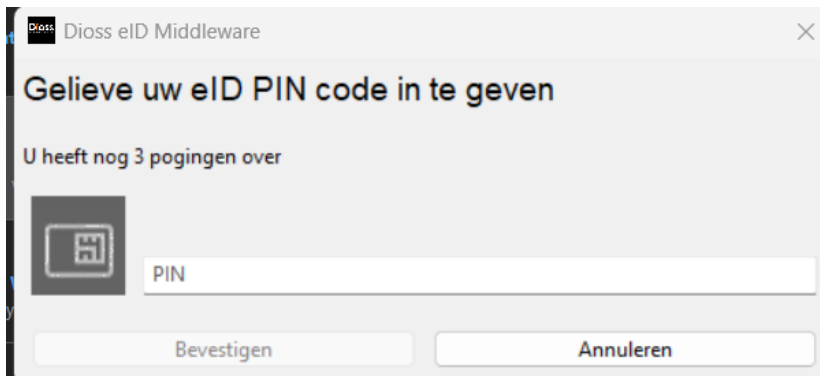 Dioss
Dioss eID Middleware
Gelieve uw eID PIN code in te geven
U heeft nog 3 pogingen over
PIN
Bevestigen
Annuleren